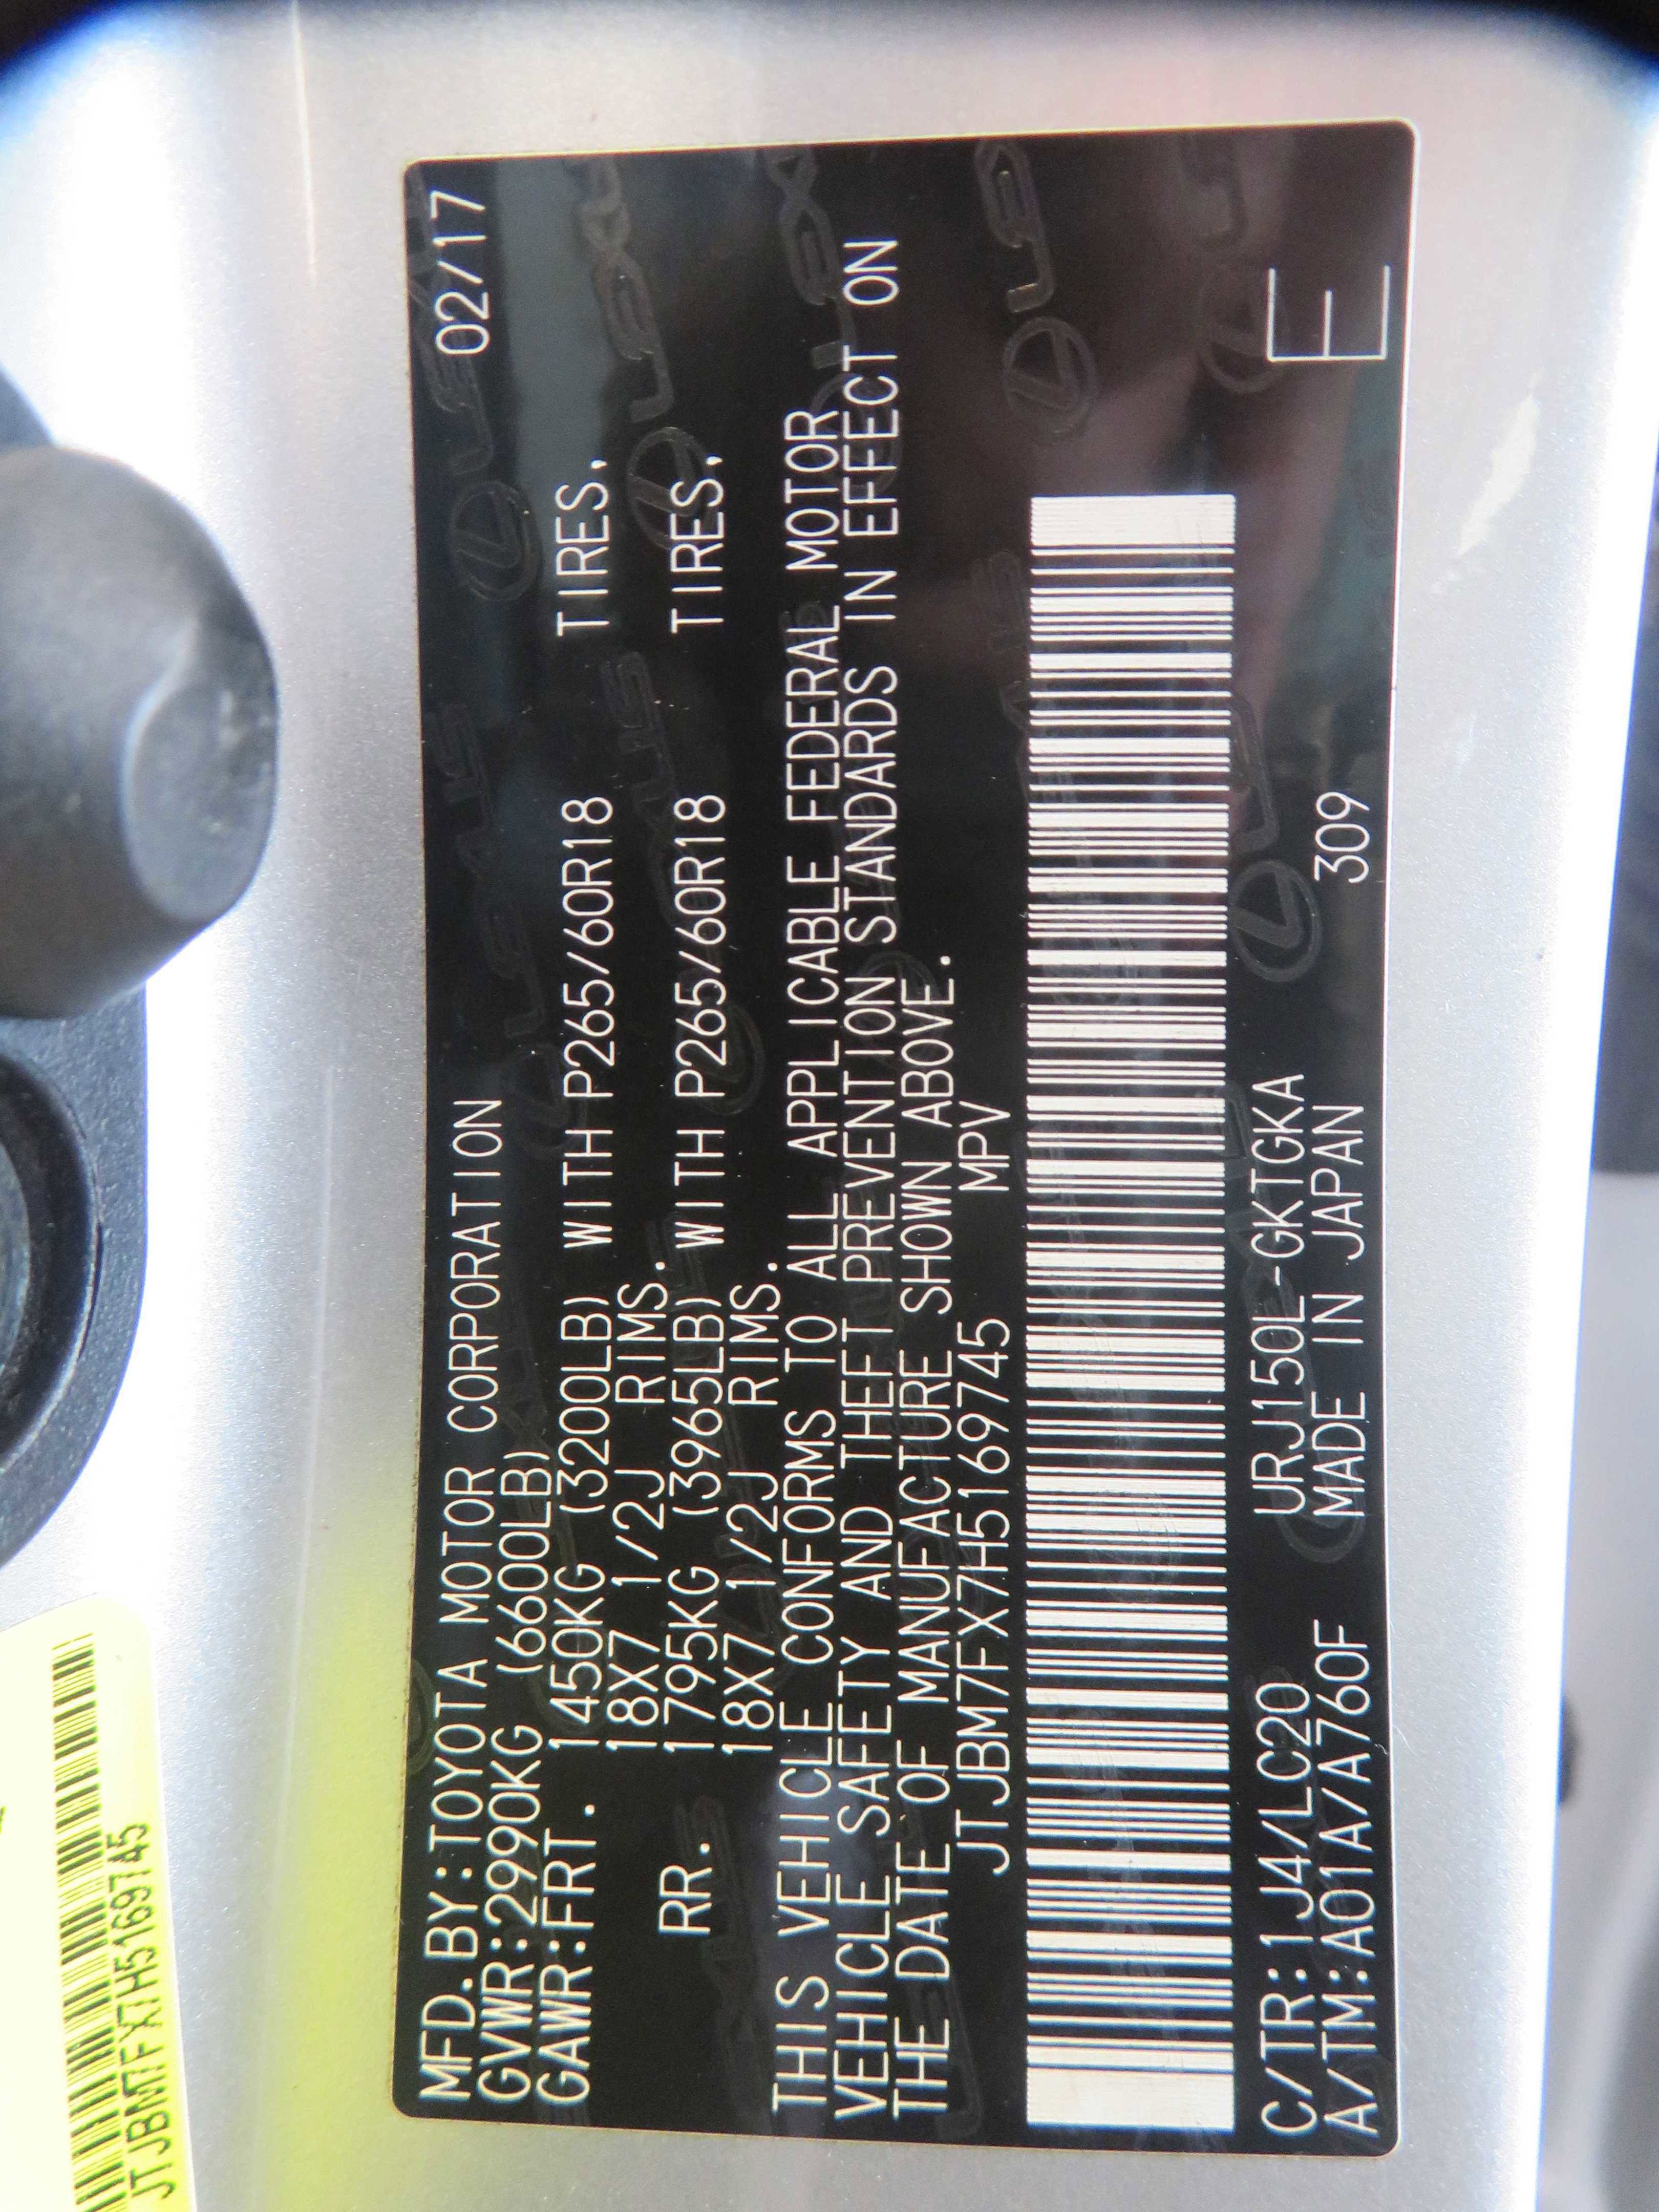 MFD.BY:TOYOTA MOTOR CORPORATION 02/17
GVWR:2990KG (6600LB)
GAWR:FRT. 1450KG (3200LB) WITH P265/60R18 TIRES,
18X7 1/2J RIMS.
RR. 1795KG (3965LB) WITH P265/60R18 TIRES,
18X7 1/2J RIMS.
THIS VEHICLE CONFORMS TO ALL APPLICABLE FEDERAL MOTOR
VEHICLE SAFETY AND THEFT PREVENTION STANDARDS IN EFFECT ON
THE DATE OF MANUFACTURE SHOWN ABOVE.
JTJBM7FX7H5169745 MPV
C/TR:1J4/LC20 URJ150L-GKTGKA
A/TM:A01A/A760F MADE IN JAPAN 309
E
JTJBM7FX7H5169745
LEXUS